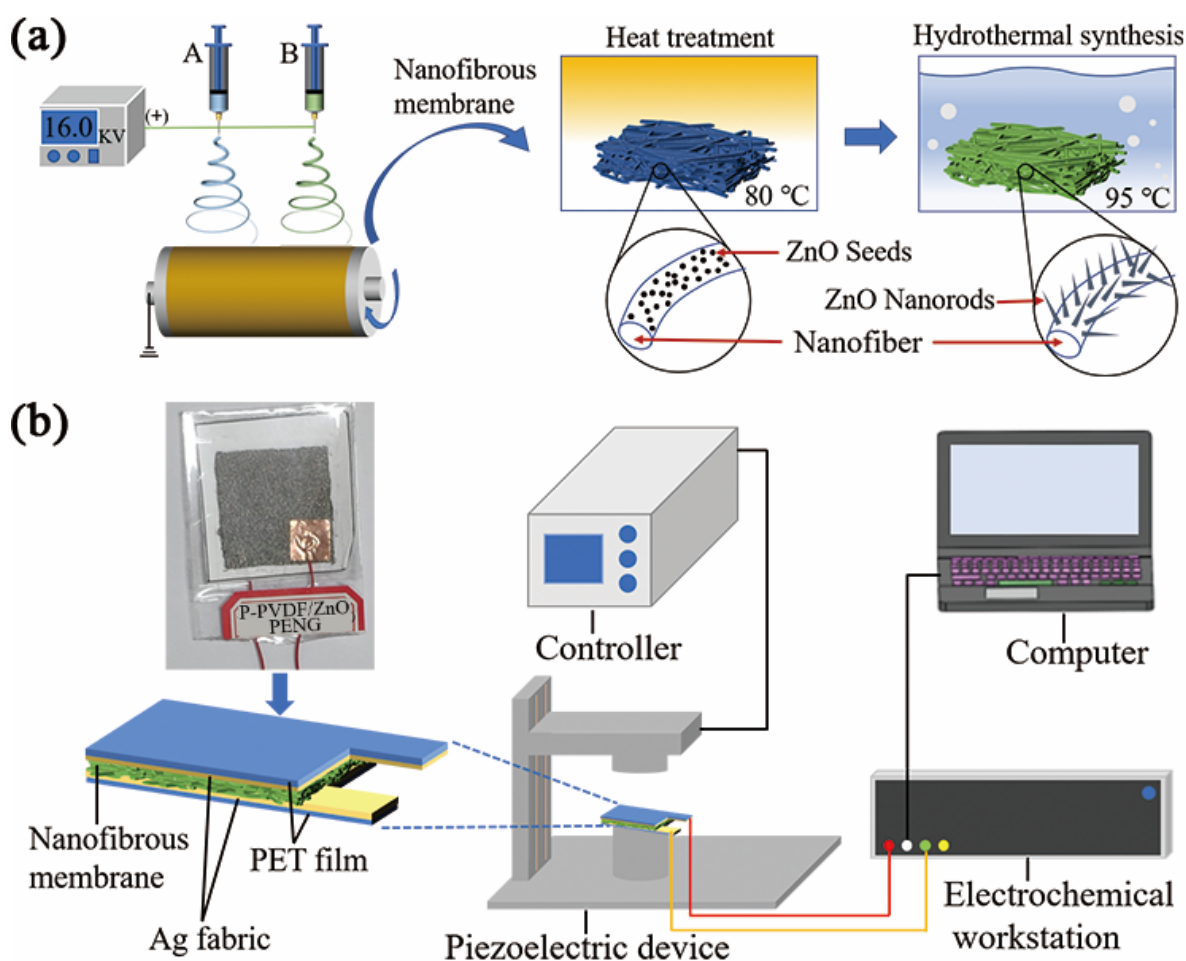 (a)
A
B
16.0
KV
(+)
Nanofibrous
membrane
Heat treatment
80 °C
Hydrothermal synthesis
95 °C
ZnO Seeds
ZnO Nanorods
Nanofiber
(b)
P-PVDF/ZnO
PENG
Controller
Computer
Nanofibrous
membrane
PET film
Ag fabric
Piezoelectric device
Electrochemical
workstation